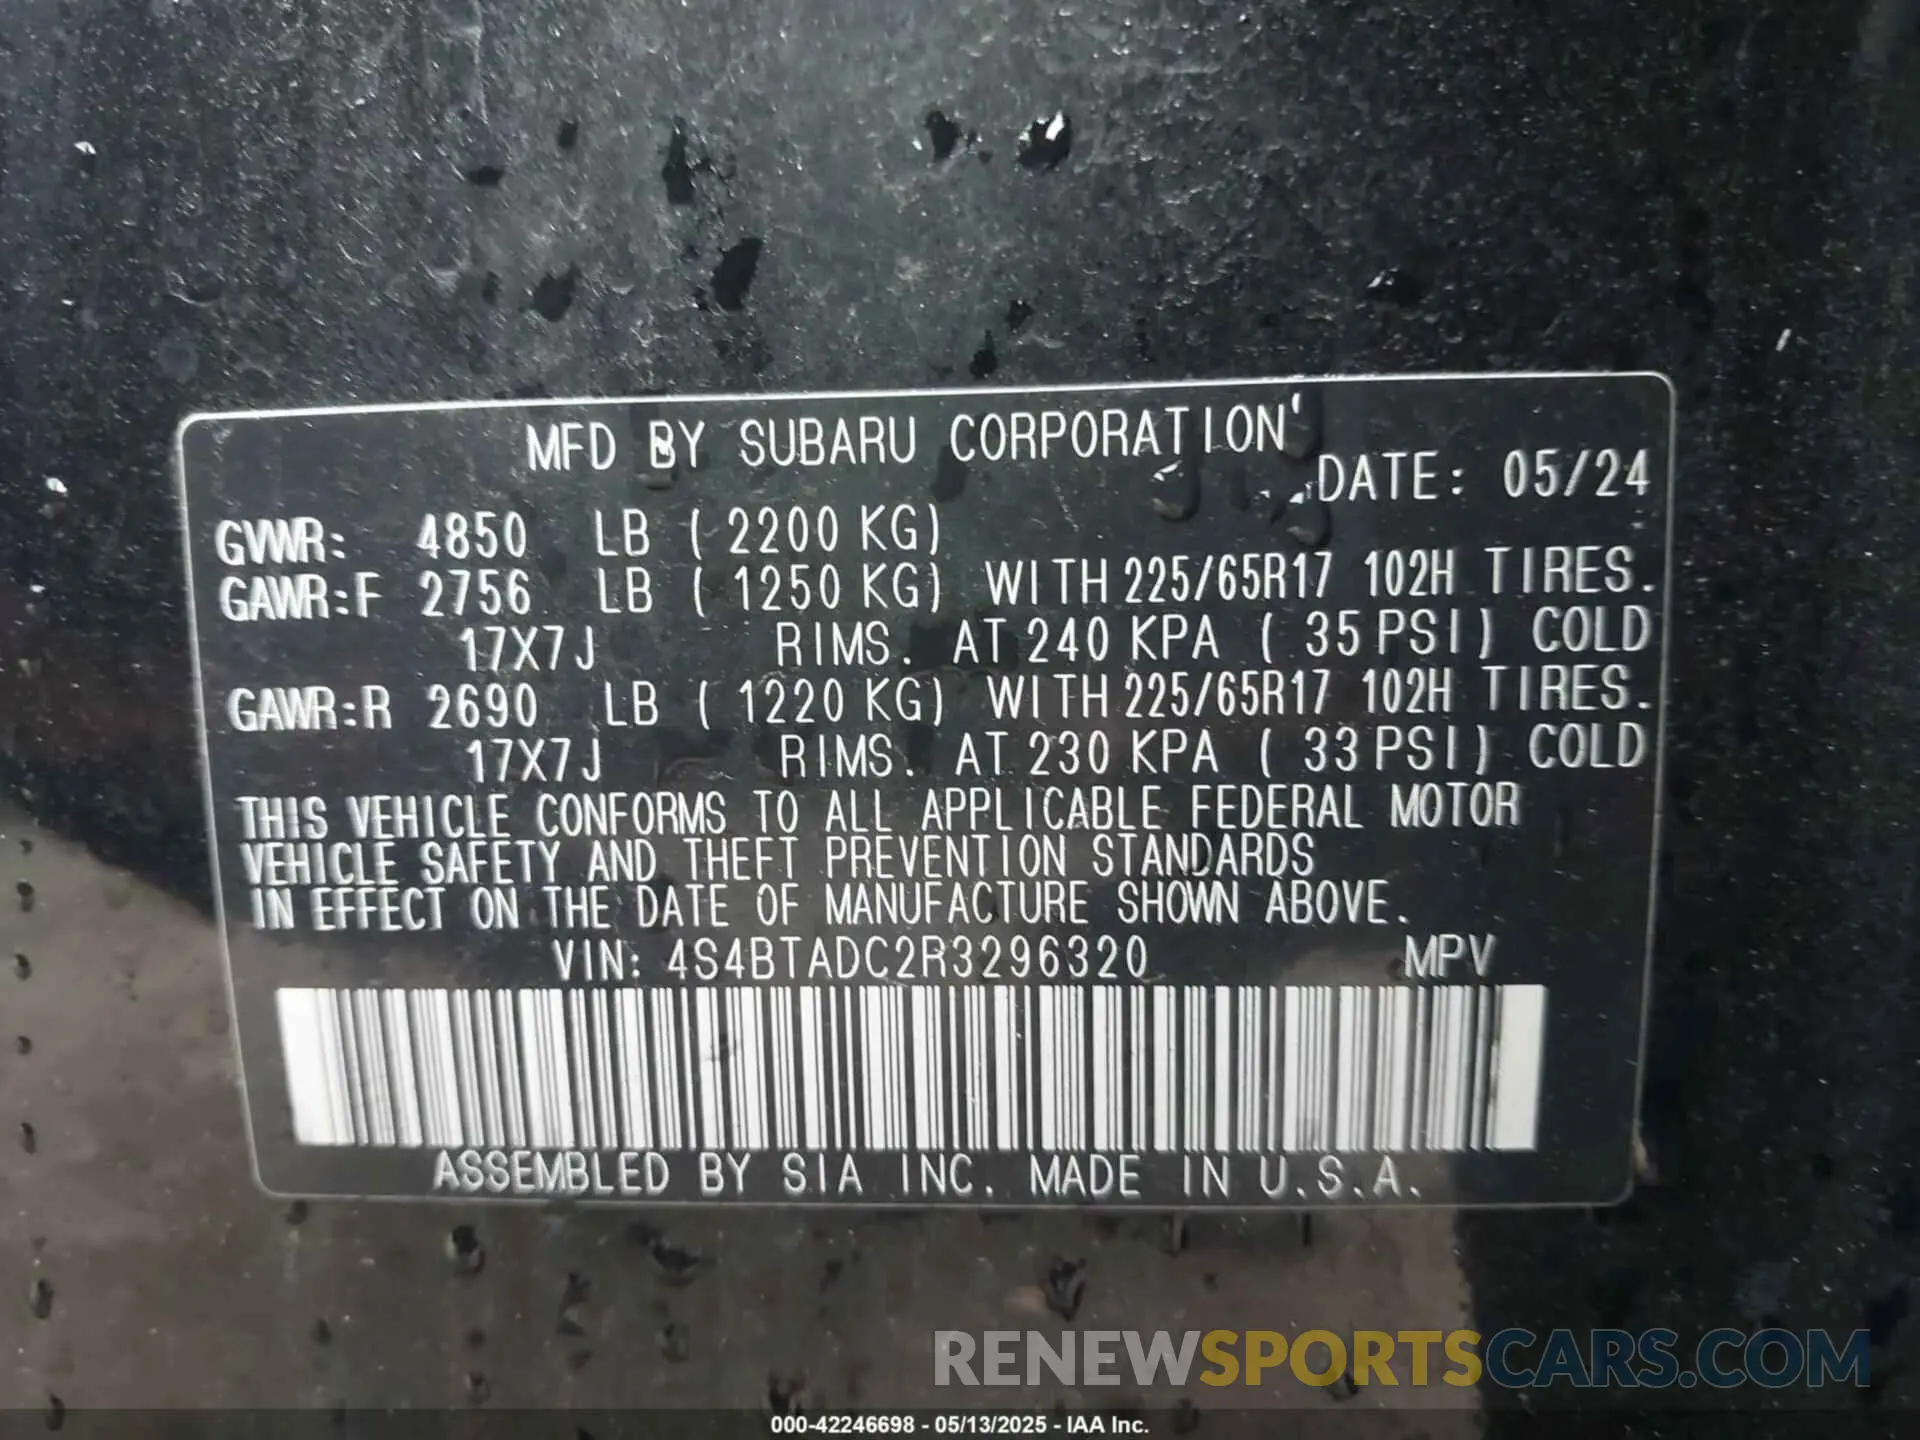 MFD BY SUBARU CORPORATION
DATE: 05/24
GVWR: 4850 LB ( 2200 KG)
GAWR:F 2756 LB ( 1250 KG) WITH 225/65R17 102H TIRES.
17X7J RIMS. AT 240 KPA ( 35 PSI) COLD
GAWR:R 2690 LB ( 1220 KG) WITH 225/65R17 102H TIRES.
17X7J RIMS. AT 230 KPA ( 33 PSI) COLD
THIS VEHICLE CONFORMS TO ALL APPLICABLE FEDERAL MOTOR
VEHICLE SAFETY AND THEFT PREVENTION STANDARDS
IN EFFECT ON THE DATE OF MANUFACTURE SHOWN ABOVE.
VIN: 4S4BTADC2R3296320 MPV
ASSEMBLED BY SIA INC. MADE IN U.S.A.
RENEWSPORTSCARS.COM
000-42246698 - 05/13/2025 - IAA Inc.